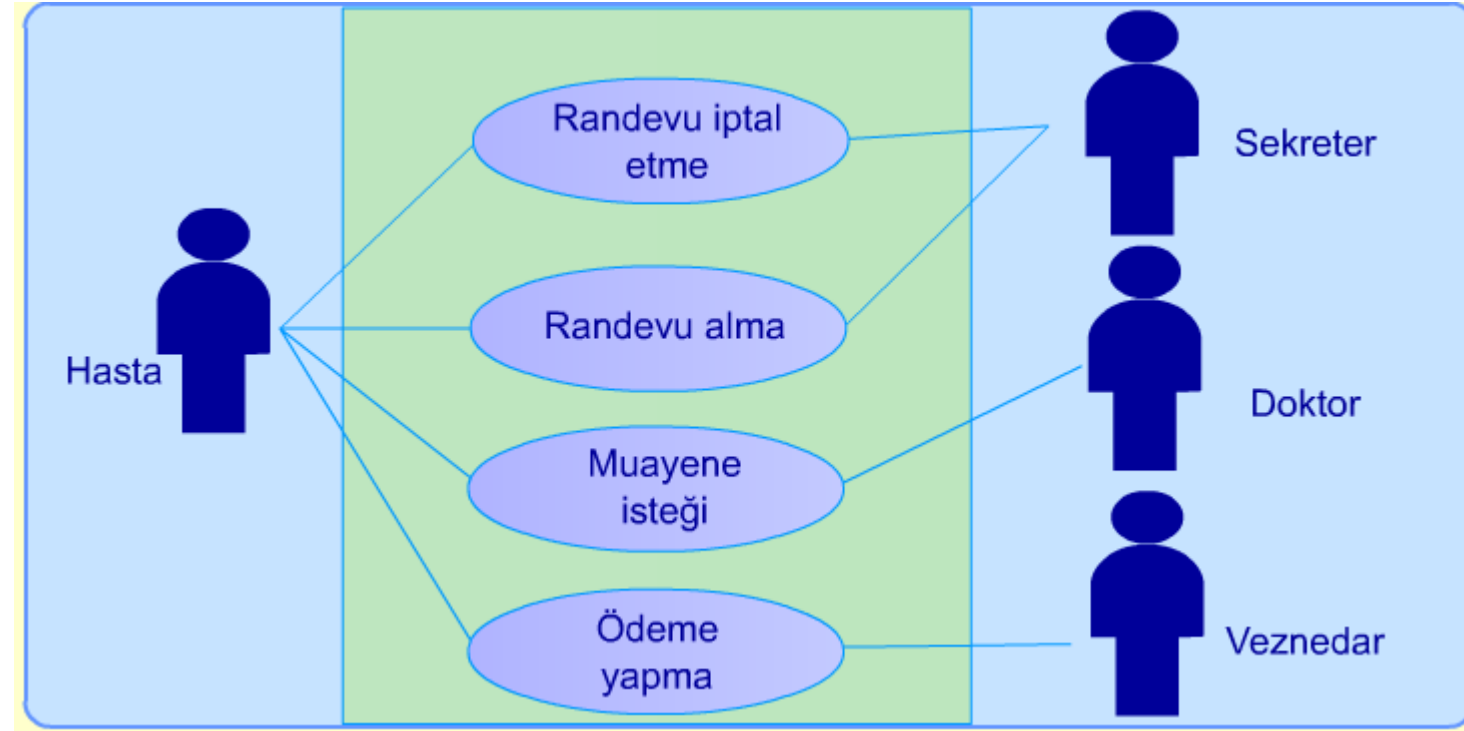 Randevu iptal
etme
Sekreter
Randevu alma
Hasta
Doktor
Muayene
isteği
Ödeme
yapma
Veznedar